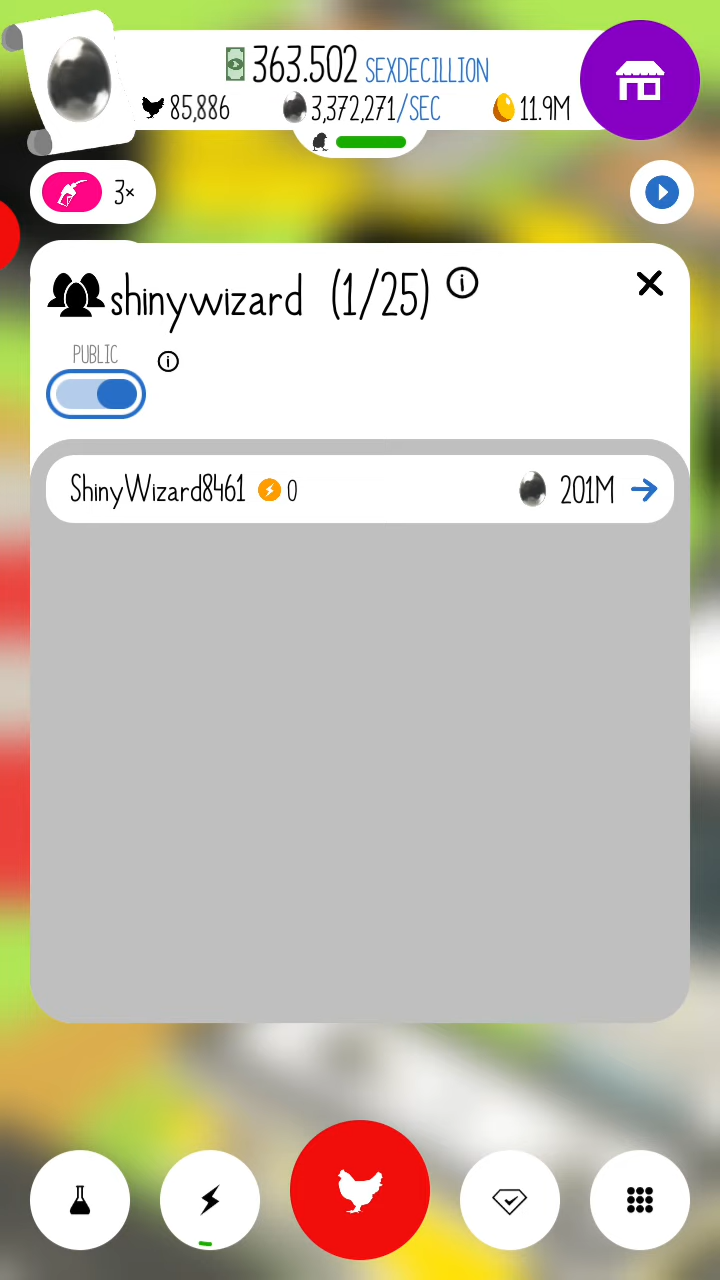 363.502 SEXDECILLION
85,886 3,372,271/SEC 11.9M
3×
shinywizard (1/25)
PUBLIC
ShinyWizard8461 0 201M